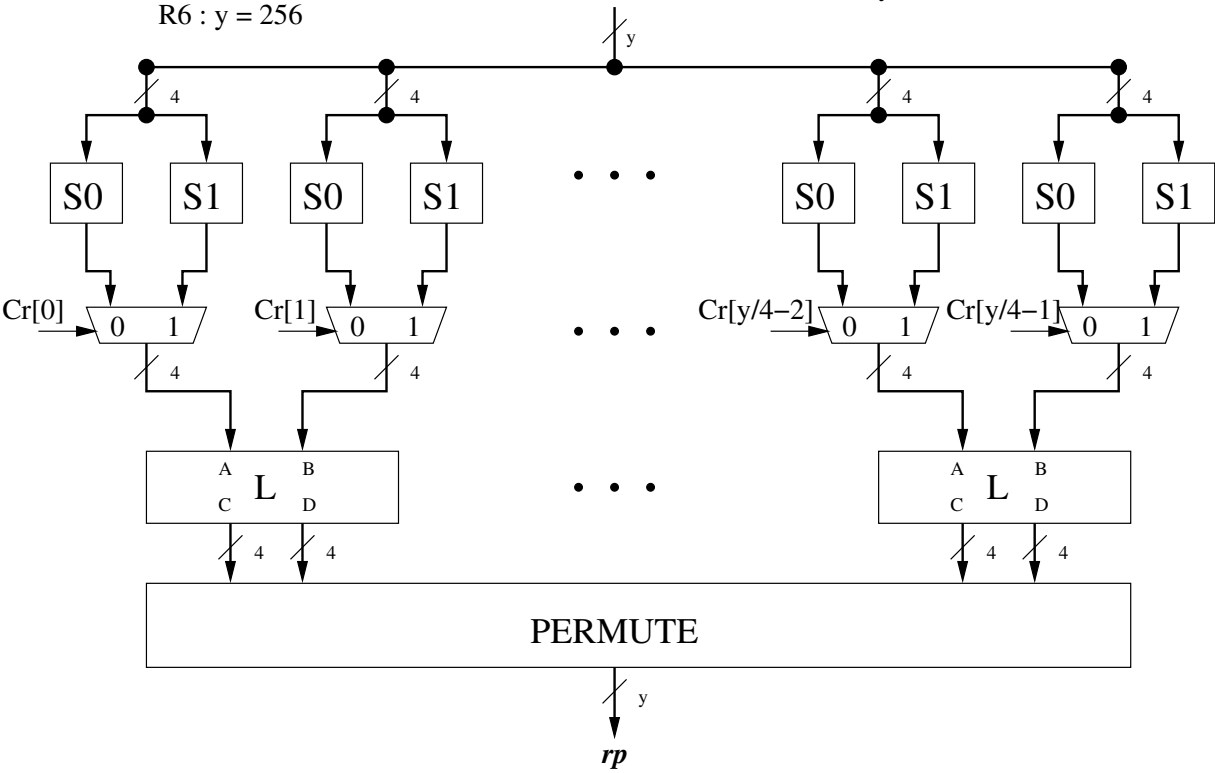 R6 : y = 256
y
4 4 4 4
S0 S1 S0 S1 S0 S1 S0 S1
Cr[0] 0 1 Cr[1] 0 1 Cr[y/4−2] 0 1 Cr[y/4−1] 0 1
4 4 4 4
A B A B
L L
C D C D
4 4 4 4
PERMUTE
y
rp